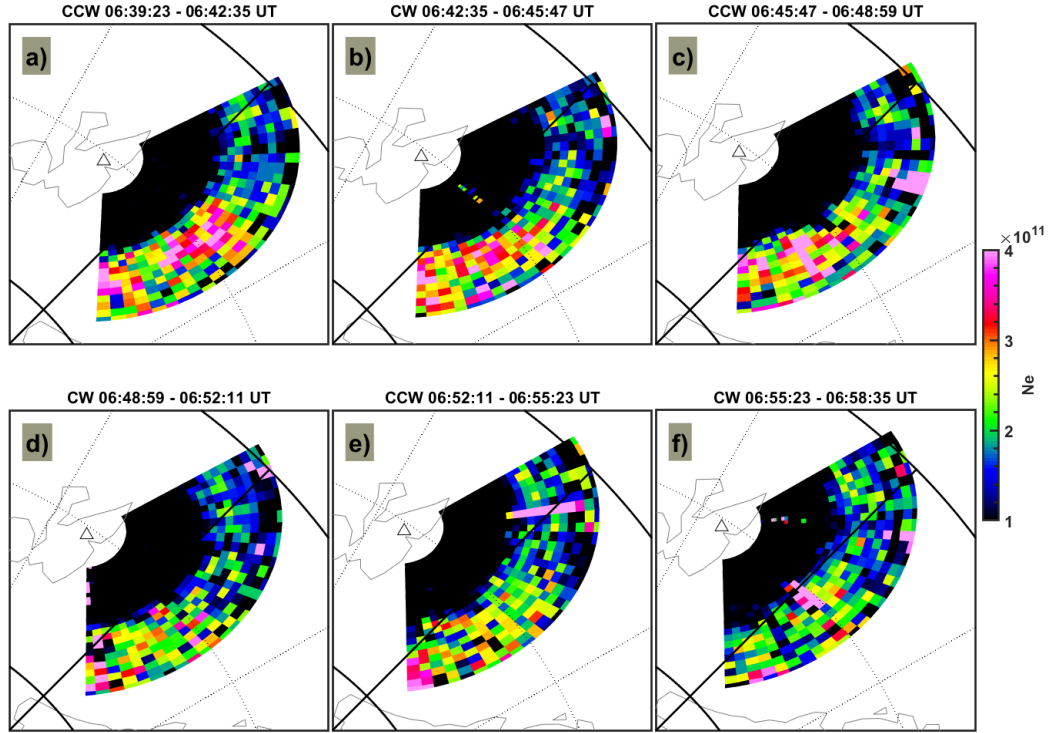 CCW 06:39:23 - 06:42:35 UT
CW 06:42:35 - 06:45:47 UT
CCW 06:45:47 - 06:48:59 UT
a)
b)
c)
×10¹¹
4
3
Ne
2
1
CW 06:48:59 - 06:52:11 UT
CCW 06:52:11 - 06:55:23 UT
CW 06:55:23 - 06:58:35 UT
d)
e)
f)